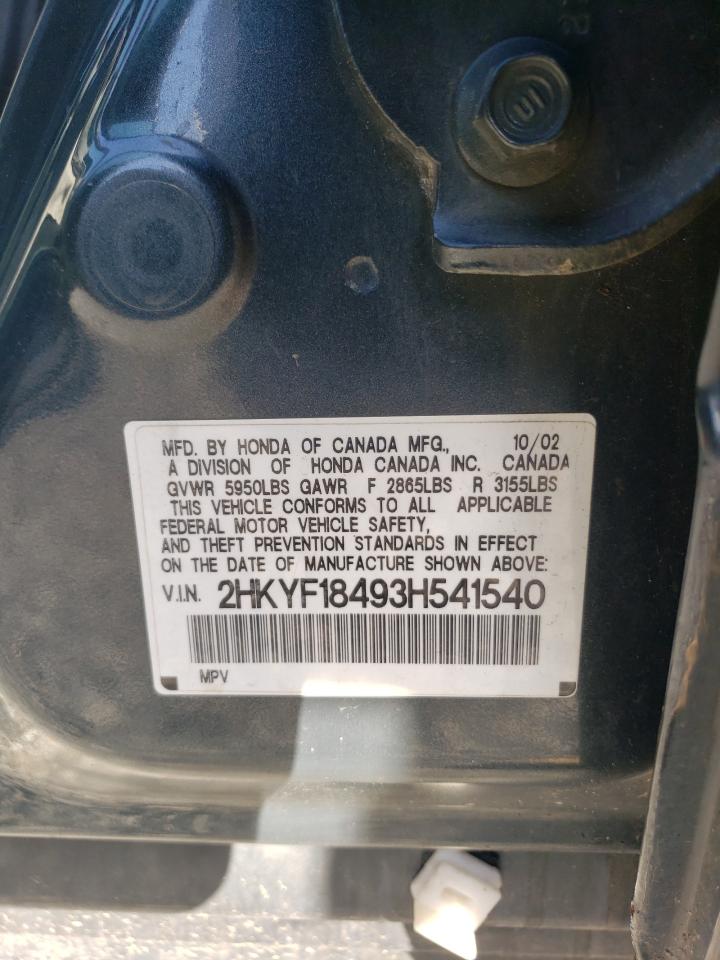 MFD. BY HONDA OF CANADA MFG., 10/02
A DIVISION OF HONDA CANADA INC. CANADA
GVWR 5950LBS GAWR F 2865LBS R 3155LBS
THIS VEHICLE CONFORMS TO ALL APPLICABLE
FEDERAL MOTOR VEHICLE SAFETY,
AND THEFT PREVENTION STANDARDS IN EFFECT
ON THE DATE OF MANUFACTURE SHOWN ABOVE:
V.I.N. 2HKYF18493H541540
MPV